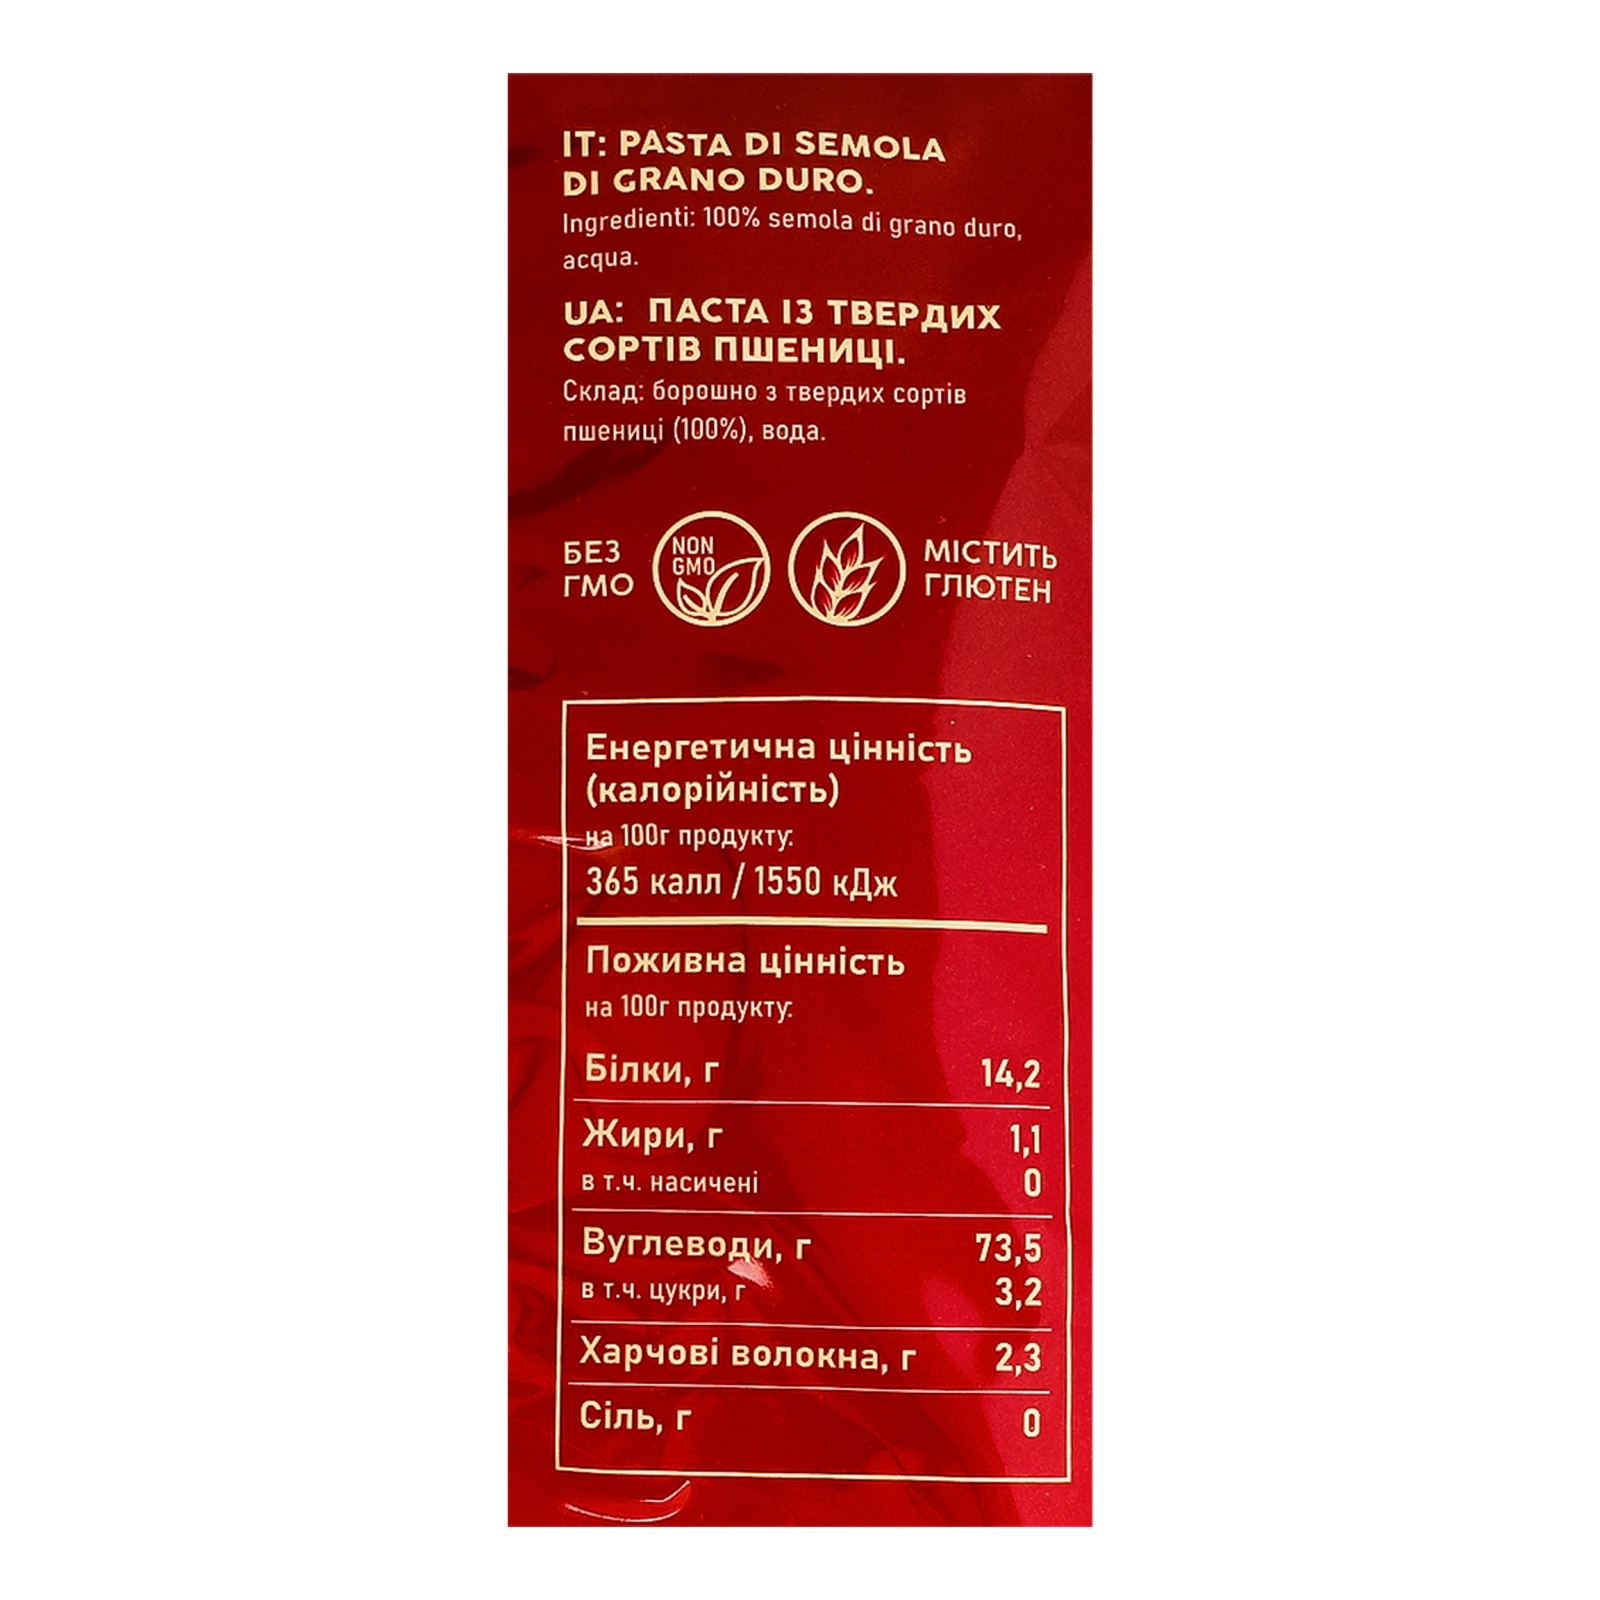 IT: PASTA DI SEMOLA
DI GRANO DURO.
Ingredienti: 100% semola di grano duro,
acqua.
UA: ПАСТА ІЗ ТВЕРДИХ
СОРТІВ ПШЕНИЦІ.
Склад: борошно з твердих сортів
пшениці (100%), вода.
БЕЗ
ГМО
NON
GMO
МІСТИТЬ
ГЛЮТЕН
Енергетична цінність
(калорійність)
на 100г продукту:
365 калл / 1550 кДж
Поживна цінність
на 100г продукту:
Білки, г 14,2
Жири, г 1,1
в т.ч. насичені 0
Вуглеводи, г 73,5
в т.ч. цукри, г 3,2
Харчові волокна, г 2,3
Сіль, г 0